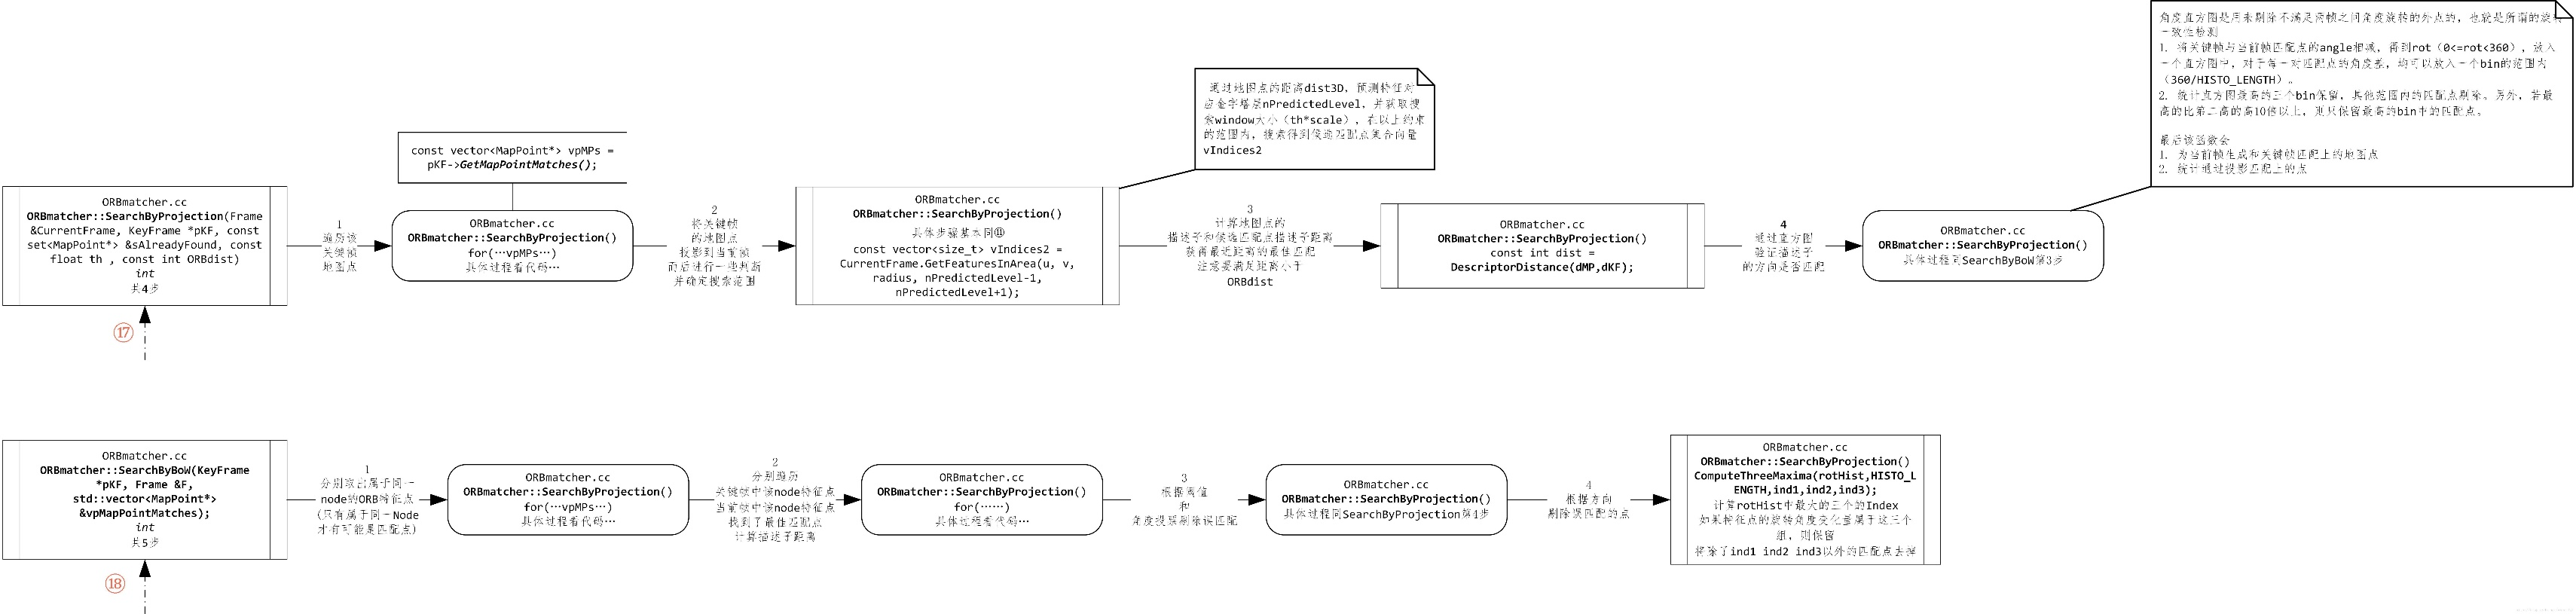 ORBmatcher.cc
ORBmatcher::SearchByProjection(Frame
&CurrentFrame, KeyFrame *pKF, const
set<MapPoint*> &sAlreadyFound, const
float th , const int ORBdist)
int
共4步
⑰
1
遍历该
关键帧
地图点
const vector<MapPoint*> vpMPs =
pKF->GetMapPointMatches();
ORBmatcher.cc
ORBmatcher::SearchByProjection()
for(…vpMPs…)
具体过程看代码…
2
将关键帧
的地图点
投影到当前帧
而后进行一些判断
并确定搜索范围
通过地图点的距离dist3D，预测特征对
应金字塔层nPredictedLevel，并获取搜
索window大小（th*scale），在以上约束
的范围内，搜索得到候选匹配点集合向量
vIndices2
ORBmatcher.cc
ORBmatcher::SearchByProjection()
具体步骤基本同
const vector<size_t> vIndices2 =
CurrentFrame.GetFeaturesInArea(u, v,
radius, nPredictedLevel-1,
nPredictedLevel+1);
3
计算地图点的
描述子和候选匹配点描述子距离
获得最近距离的最佳匹配
注意要满足距离小于
ORBdist
ORBmatcher.cc
ORBmatcher::SearchByProjection()
const int dist =
DescriptorDistance(dMP,dKF);
4
通过直方图
验证描述子
的方向是否匹配
ORBmatcher.cc
ORBmatcher::SearchByProjection()
具体过程同SearchByBoW第3步
角度直方图是用来剔除不满足两帧之间角度旋转的外点的，也就是所谓的旋转
一致性检测
1. 将关键帧与当前帧匹配点的angle相减，得到rot（0<=rot<360），放入
一个直方图中，对于每一对匹配点的角度差，均可以放入一个bin的范围内
（360/HISTO_LENGTH）。
2. 统计直方图最高的三个bin保留，其他范围内的匹配点剔除。另外，若最
高的比第二高的高10倍以上，则只保留最高的bin中的匹配点。
最后该函数会
1. 为当前帧生成和关键帧匹配上的地图点
2. 统计通过投影匹配上的点
ORBmatcher.cc
ORBmatcher::SearchByBoW(KeyFrame
*pKF, Frame &F,
std::vector<MapPoint*>
&vpMapPointMatches);
int
共5步
⑱
1
分别取出属于同一
node的ORB特征点
(只有属于同一Node
才有可能是匹配点)
ORBmatcher.cc
ORBmatcher::SearchByProjection()
for(…vpMPs…)
具体过程看代码…
2
分别遍历
关键帧中该node特征点
当前帧中该node特征点
找到了最佳匹配点
计算描述子距离
ORBmatcher.cc
ORBmatcher::SearchByProjection()
for(……)
具体过程看代码…
3
根据阈值
和
角度投票剔除误匹配
ORBmatcher.cc
ORBmatcher::SearchByProjection()
具体过程同SearchByProjection第4步
4
根据方向
剔除误匹配的点
ORBmatcher.cc
ORBmatcher::SearchByProjection()
ComputeThreeMaxima(rotHist,HISTO_L
ENGTH,ind1,ind2,ind3);
计算rotHist中最大的三个的Index
如果特征点的旋转角度变化量属于这三个
组，则保留
将除了ind1 ind2 ind3以外的匹配点去掉